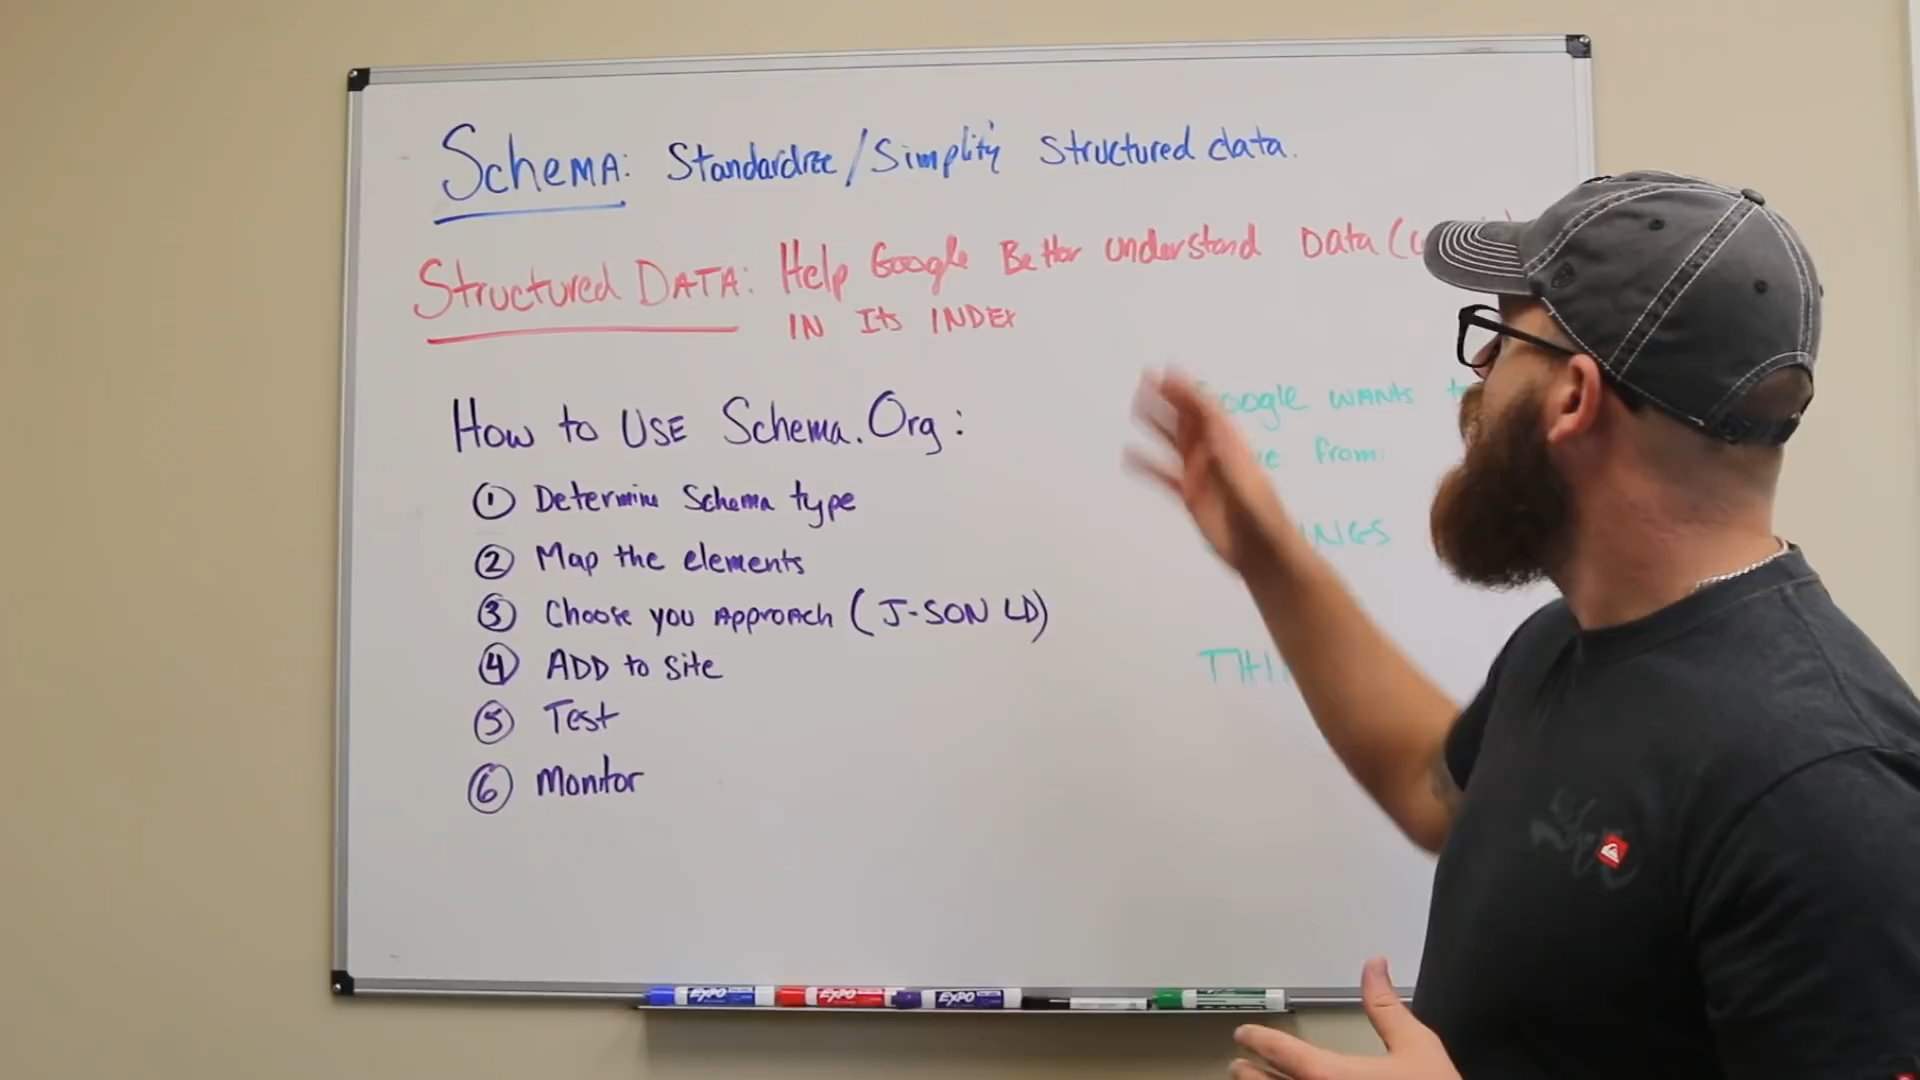 Schema: Standardize/Simplify Structured data.
Structured Data: Help Google Better understand Data (
IN Its INDEX
How to USE Schema.Org:
① Determine Schema type
② Map the elements
③ Choose you Approach (J-SON LD)
④ ADD to Site
⑤ Test
⑥ Monitor
oogle wants
from:
EXPO EXPO EXPO